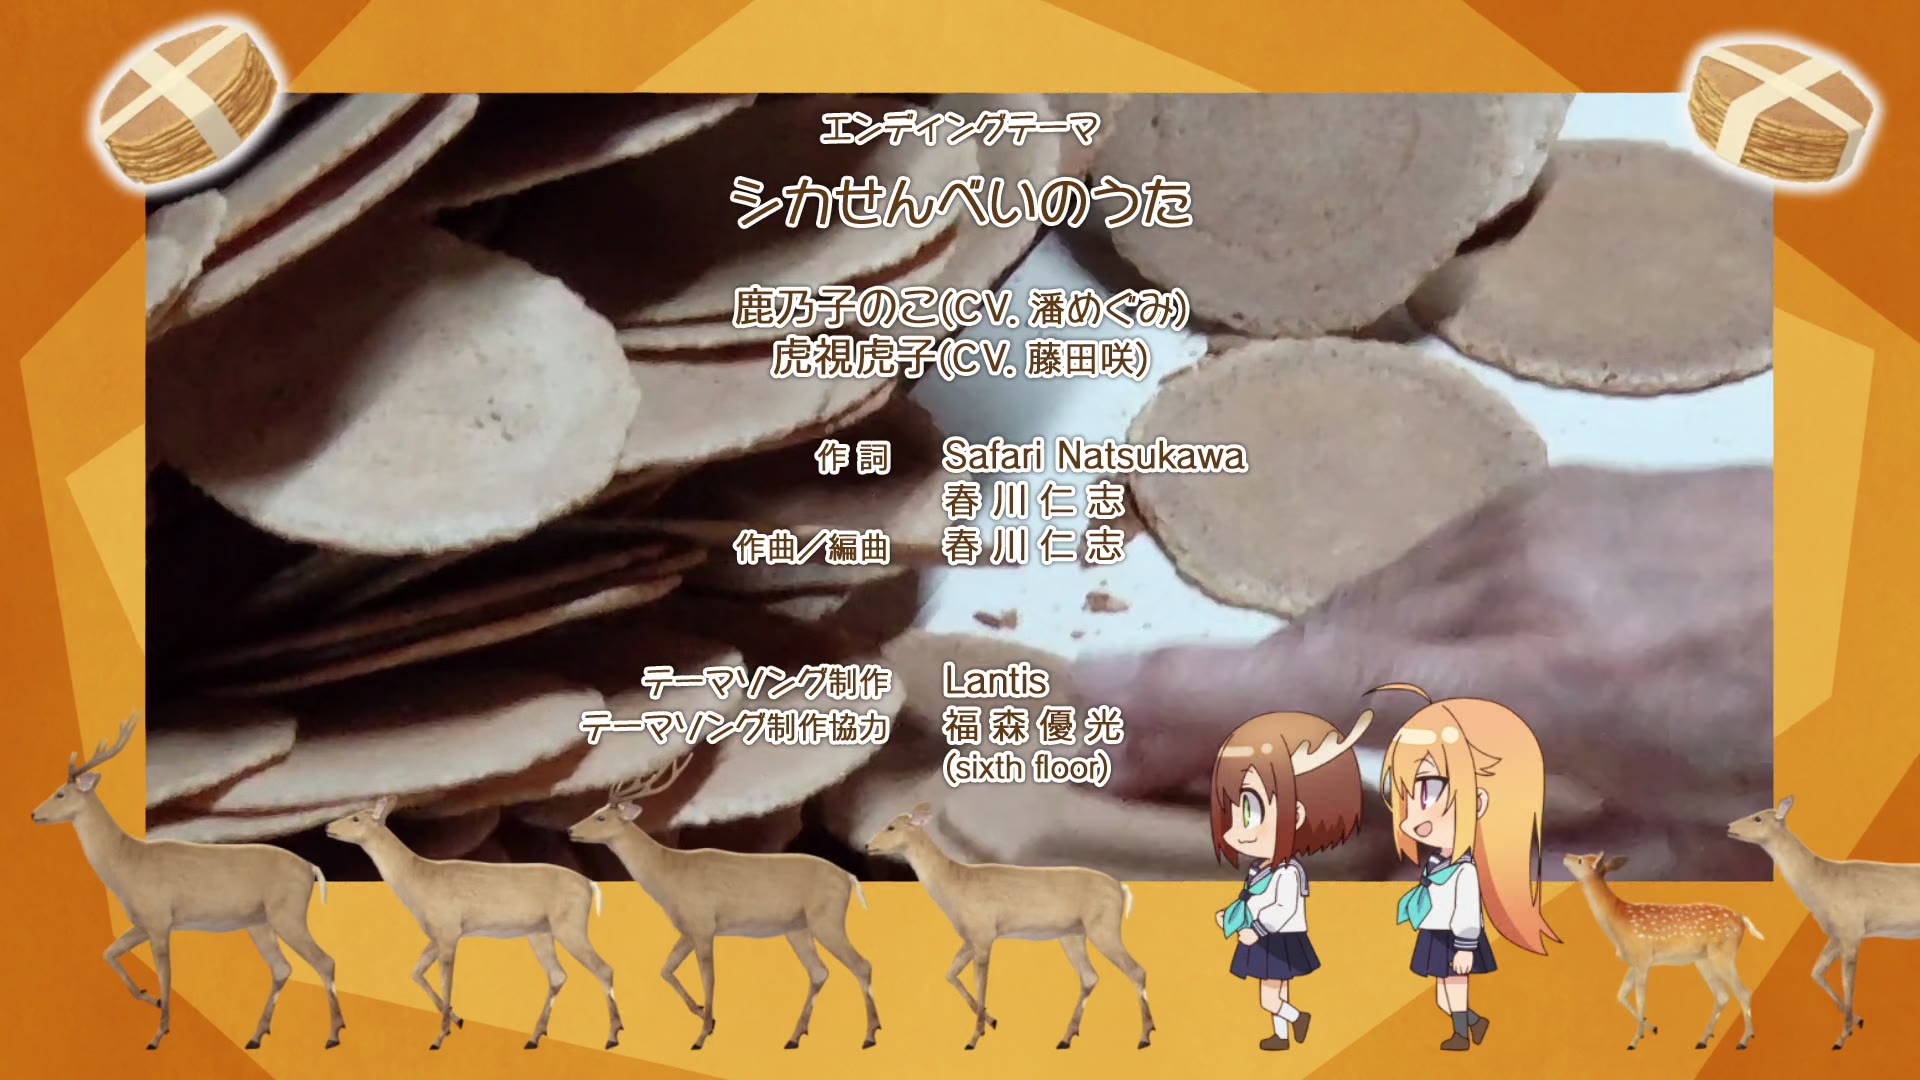 エンディングテーマ
シカせんべいのうた
鹿乃子のこ(CV. 潘めぐみ)
虎視虎子(CV. 藤田咲)
作詞 Safari Natsukawa
春川仁志
作曲／編曲 春川仁志
テーマソング制作 Lantis
テーマソング制作協力 福森優光
(sixth floor)